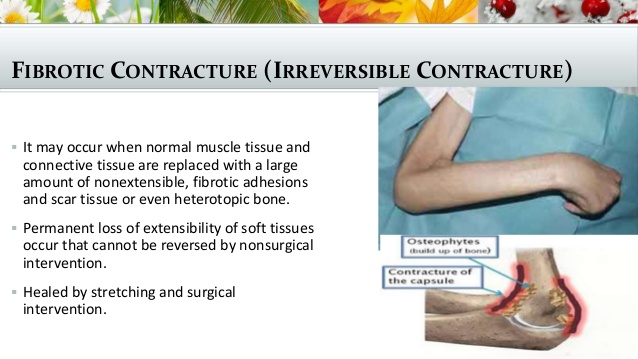 FIBROTIC CONTRACTURE (IRREVERSIBLE CONTRACTURE)
▪ It may occur when normal muscle tissue and
connective tissue are replaced with a large
amount of nonextensible, fibrotic adhesions
and scar tissue or even heterotopic bone.
▪ Permanent loss of extensibility of soft tissues
occur that cannot be reversed by nonsurgical
intervention.
▪ Healed by stretching and surgical
intervention.
Osteophytes
(build up of bone)
Contracture of
the capsule